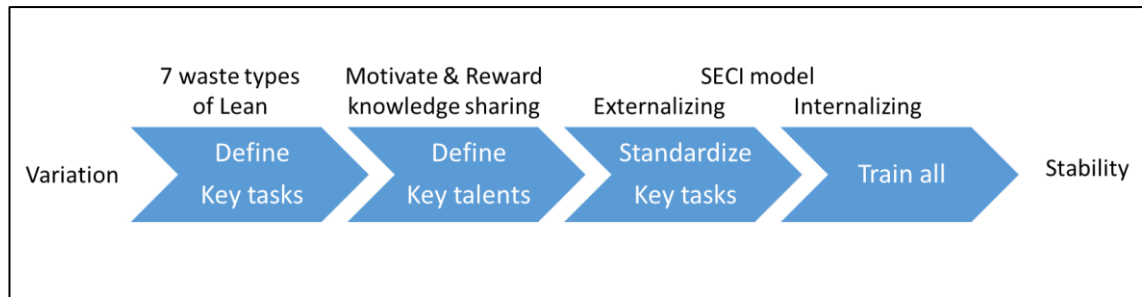 7 waste types
of Lean
Motivate & Reward
knowledge sharing
SECI model
Externalizing
Internalizing
Variation
Define
Key tasks
Define
Key talents
Standardize
Key tasks
Train all
Stability